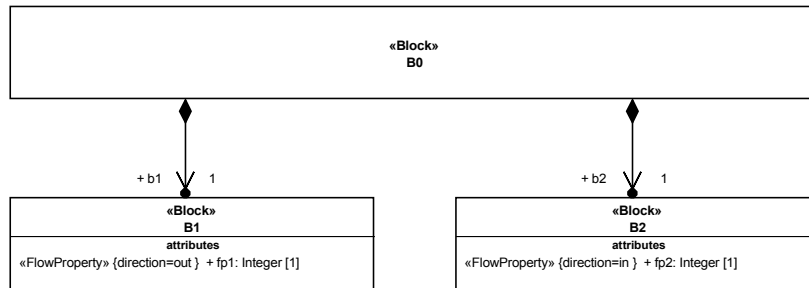 «Block»
B0
+ b1 1
+ b2 1
«Block»
B1
attributes
«FlowProperty» {direction=out } + fp1: Integer [1]
«Block»
B2
attributes
«FlowProperty» {direction=in } + fp2: Integer [1]